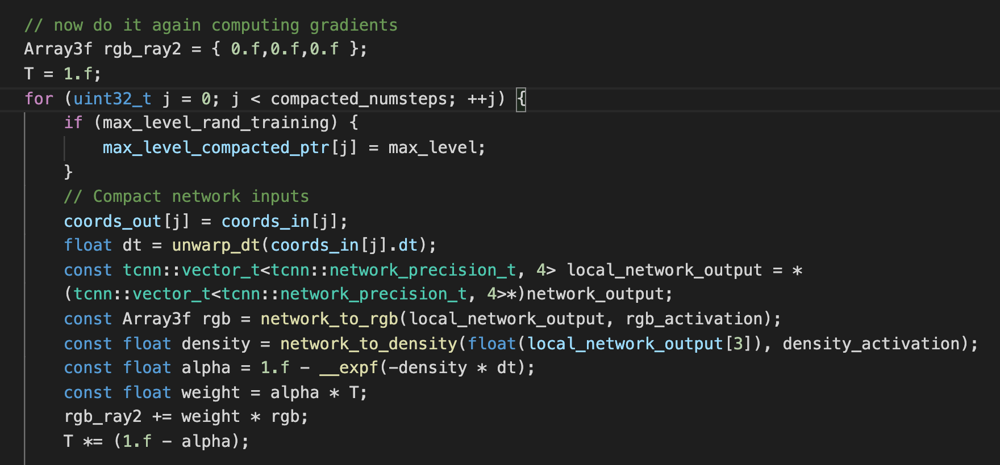 // now do it again computing gradients
Array3f rgb_ray2 = { 0.f,0.f,0.f };
T = 1.f;
for (uint32_t j = 0; j < compacted_numsteps; ++j) {
    if (max_level_rand_training) {
        max_level_compacted_ptr[j] = max_level;
    }
    // Compact network inputs
    coords_out[j] = coords_in[j];
    float dt = unwarp_dt(coords_in[j].dt);
    const tcnn::vector_t<tcnn::network_precision_t, 4> local_network_output = *
    (tcnn::vector_t<tcnn::network_precision_t, 4>*)network_output;
    const Array3f rgb = network_to_rgb(local_network_output, rgb_activation);
    const float density = network_to_density(float(local_network_output[3]), density_activation);
    const float alpha = 1.f - __expf(-density * dt);
    const float weight = alpha * T;
    rgb_ray2 += weight * rgb;
    T *= (1.f - alpha);